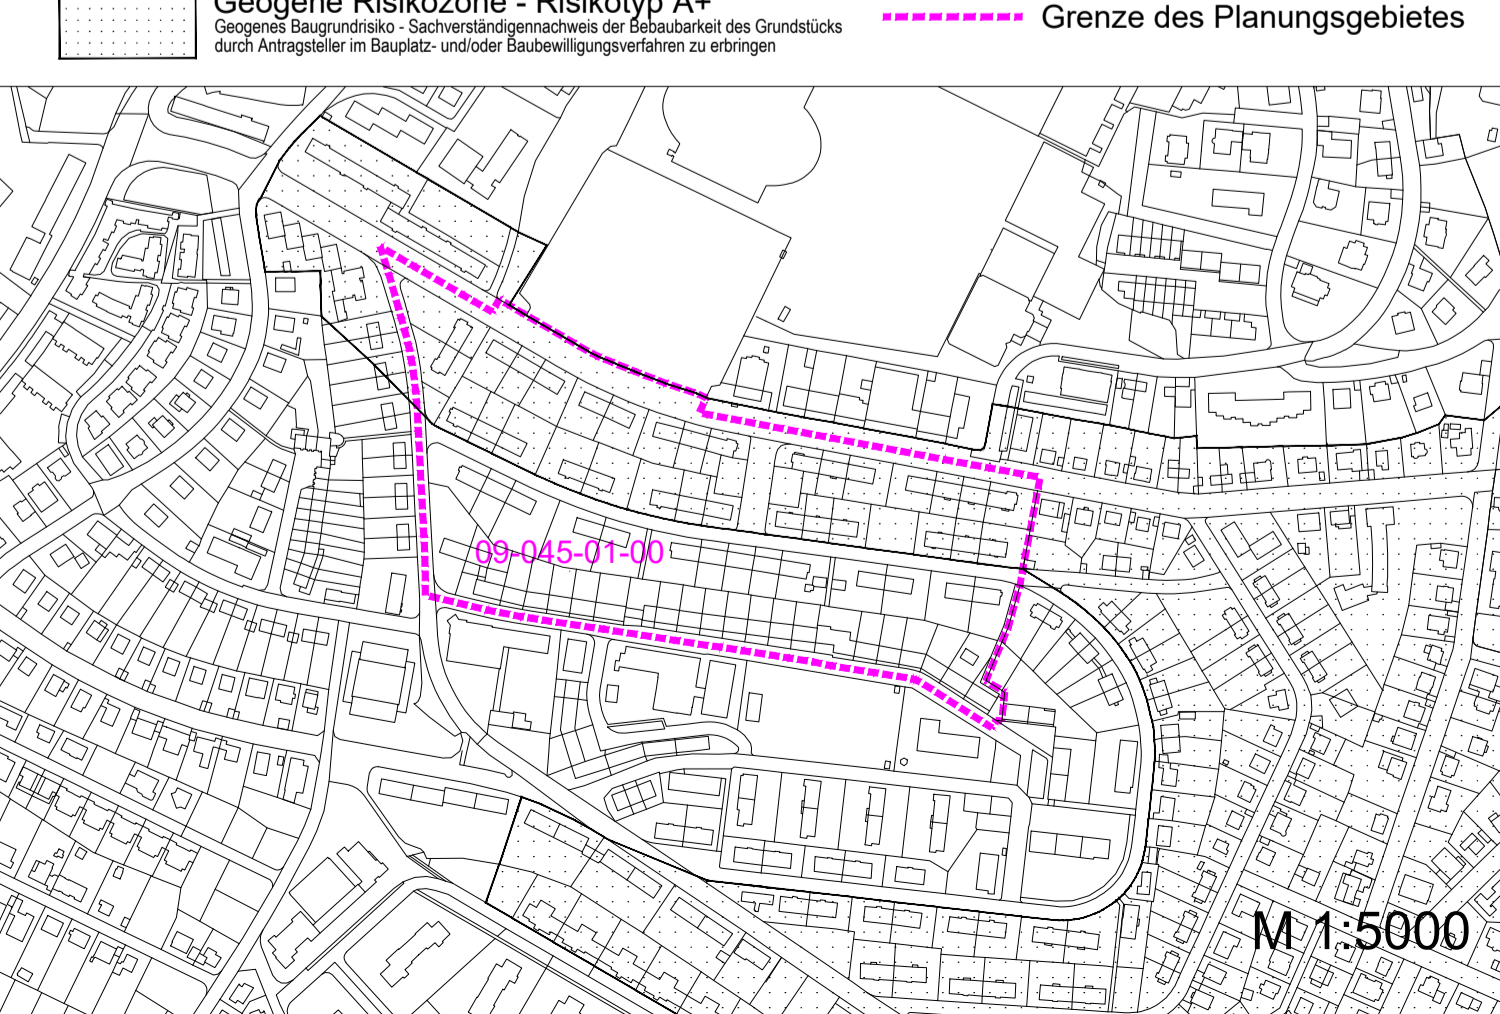 Geogene Risikozone - Risikotyp A+
Geogenes Baugrundrisiko - Sachverständigennachweis der Bebaubarkeit des Grundstücks
durch Antragsteller im Bauplatz- und/oder Baubewilligungsverfahren zu erbringen
Grenze des Planungsgebietes
09-045-01-00
M 1:5000